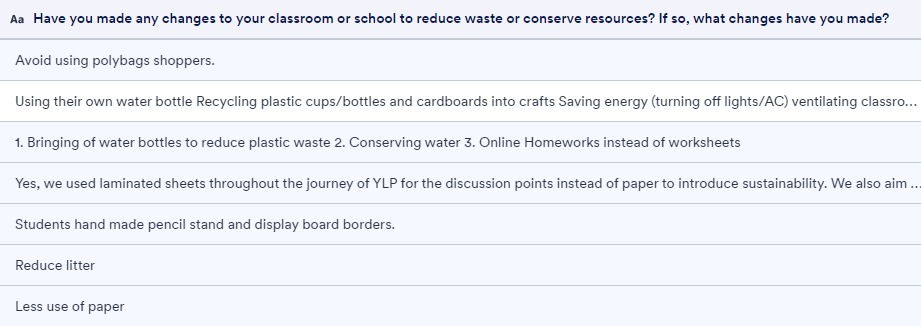 Aa Have you made any changes to your classroom or school to reduce waste or conserve resources? If so, what changes have you made?
Avoid using polybags shoppers.
Using their own water bottle Recycling plastic cups/bottles and cardboards into crafts Saving energy (turning off lights/AC) ventilating classro...
1. Bringing of water bottles to reduce plastic waste 2. Conserving water 3. Online Homeworks instead of worksheets
Yes, we used laminated sheets throughout the journey of YLP for the discussion points instead of paper to introduce sustainability. We also aim ...
Students hand made pencil stand and display board borders.
Reduce litter
Less use of paper